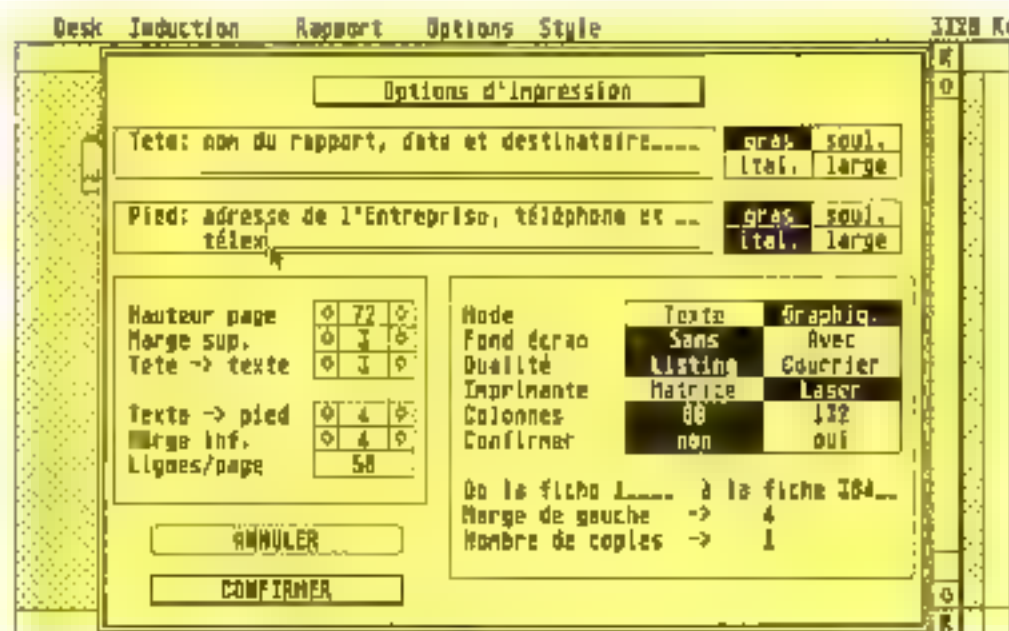 Desk Induction Rapport Options Style
Options d'Impression
Tete: nom du rapport, date et destinataire____ gras soul.
ital. large
Pied: adresse de l'Entreprise, téléphone et __ gras soul.
télex ital. large
Hauteur page 72
Marge sup. 3
Tete -> texte 3
Texte -> pied 4
Marge inf. 4
Lignes/page 58
Mode Texte Graphiq.
Fond écran Sans Avec
Qualité Listing Courrier
Imprimante Matrice Laser
Colonnes 80 132
Confirmer non oui
De la fiche 1____ à la fiche
Marge de gauche -> 4
Nombre de copies -> 1
ANNULER
CONFIRMER